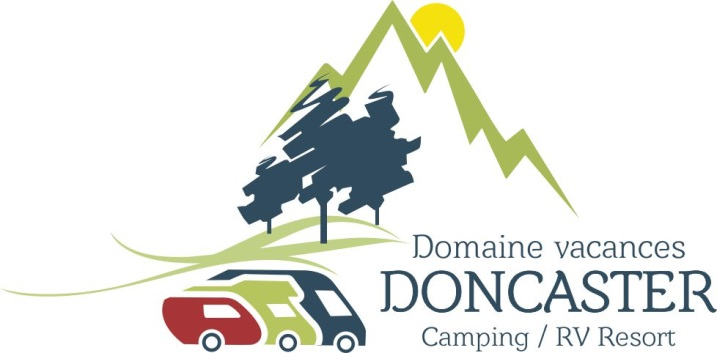 Domaine vacances
DONCASTER
Camping / RV Resort